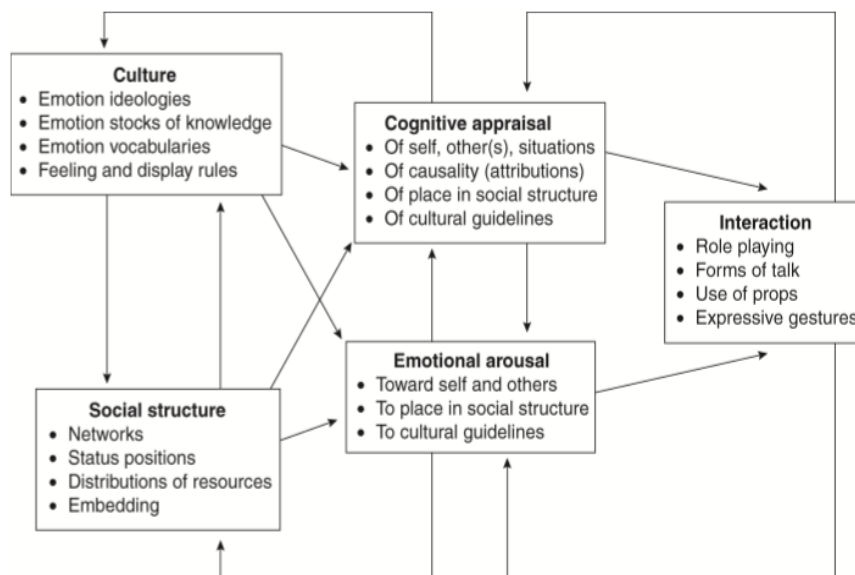 Culture
• Emotion ideologies
• Emotion stocks of knowledge
• Emotion vocabularies
• Feeling and display rules
Cognitive appraisal
• Of self, other(s), situations
• Of causality (attributions)
• Of place in social structure
• Of cultural guidelines
Interaction
• Role playing
• Forms of talk
• Use of props
• Expressive gestures
Emotional arousal
• Toward self and others
• To place in social structure
• To cultural guidelines
Social structure
• Networks
• Status positions
• Distributions of resources
• Embedding